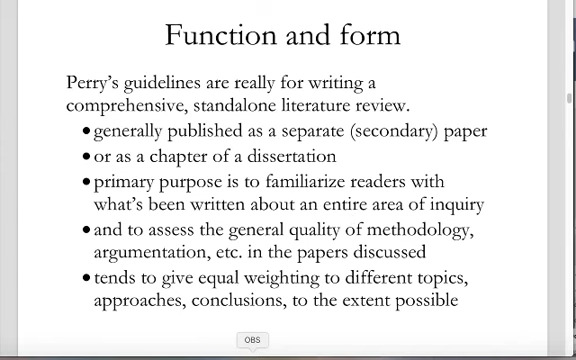 Function and form
Perry's guidelines are really for writing a
comprehensive, standalone literature review.
•generally published as a separate (secondary) paper
•or as a chapter of a dissertation
•primary purpose is to familiarize readers with
what's been written about an entire area of inquiry
•and to assess the general quality of methodology,
argumentation, etc. in the papers discussed
•tends to give equal weighting to different topics,
approaches, conclusions, to the extent possible
OBS